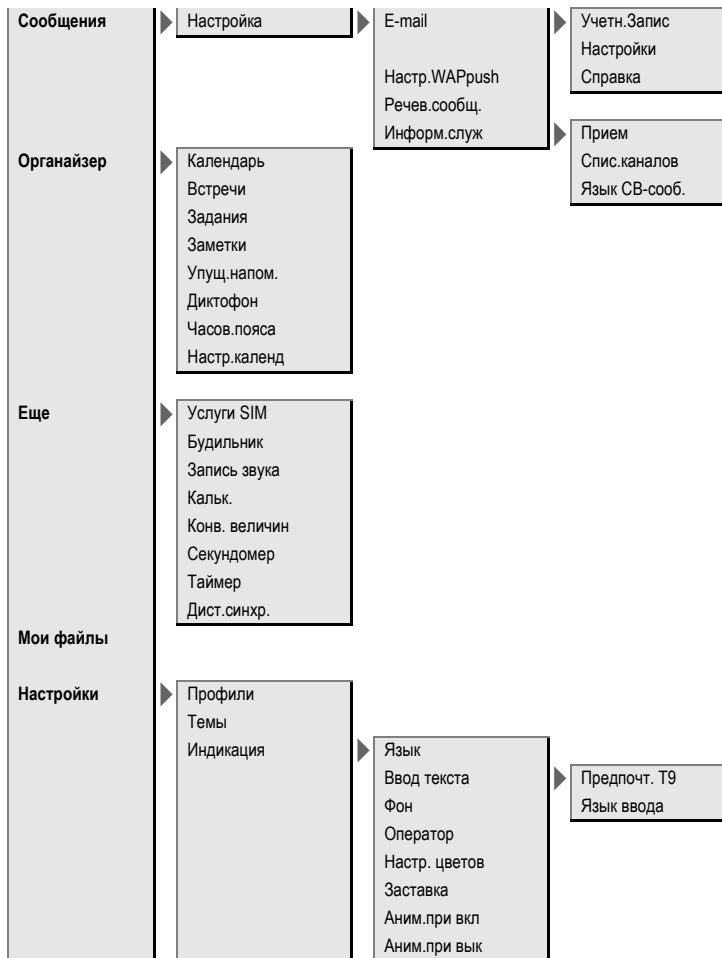 Сообщения Настройка E-mail Учетн.Запис
Настройки
Настр.WAPpush Справка
Речев.сообщ.
Информ.служ Прием
Органайзер Календарь Спис.каналов
Встречи Язык СВ-сооб.
Задания
Заметки
Упущ.напом.
Диктофон
Часов.пояса
Настр.календ
Еще Услуги SIM
Будильник
Запись звука
Кальк.
Конв. величин
Секундомер
Таймер
Дист.синхр.
Мои файлы
Настройки Профили
Темы
Индикация Язык
Ввод текста Предпочт. T9
Фон Язык ввода
Оператор
Настр. цветов
Заставка
Аним.при вкл
Аним.при вык